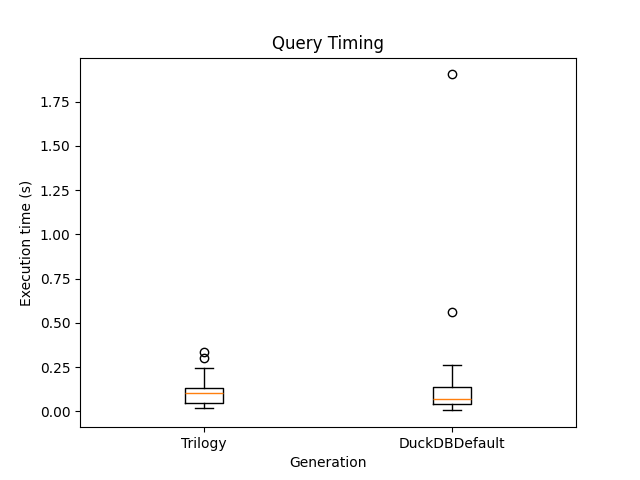 Query Timing
Execution time (s)
1.75
1.50
1.25
1.00
0.75
0.50
0.25
0.00
Trilogy
DuckDBDefault
Generation